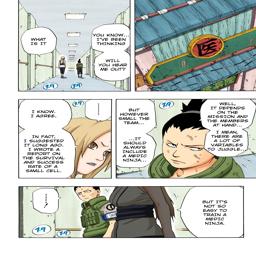 WHAT
IS IT
YOU KNOW...
I'VE BEEN
THINKING
WILL
YOU HEAR
ME OUT?
I KNOW.
I AGREE.
IN FACT,
I SUGGESTED
IT LONG AGO.
I WROTE A
REPORT ON
THE SURVIVAL
AND SUCCESS
RATE OF A
SMALL CELL.
BUT
HOWEVER
SMALL THE
TEAM...
...IT
SHOULD
ALWAYS
INCLUDE
A MEDIC
NINJA.
WELL,
IT DEPENDS
ON THE
MISSION AND
THE MEMBERS
AT HAND...
I MEAN,
THERE ARE
A LOT OF
VARIABLES
TO JUGGLE.
...!
BUT IT'S
NOT SO
EASY TO
TRAIN A
MEDIC
NINJA.